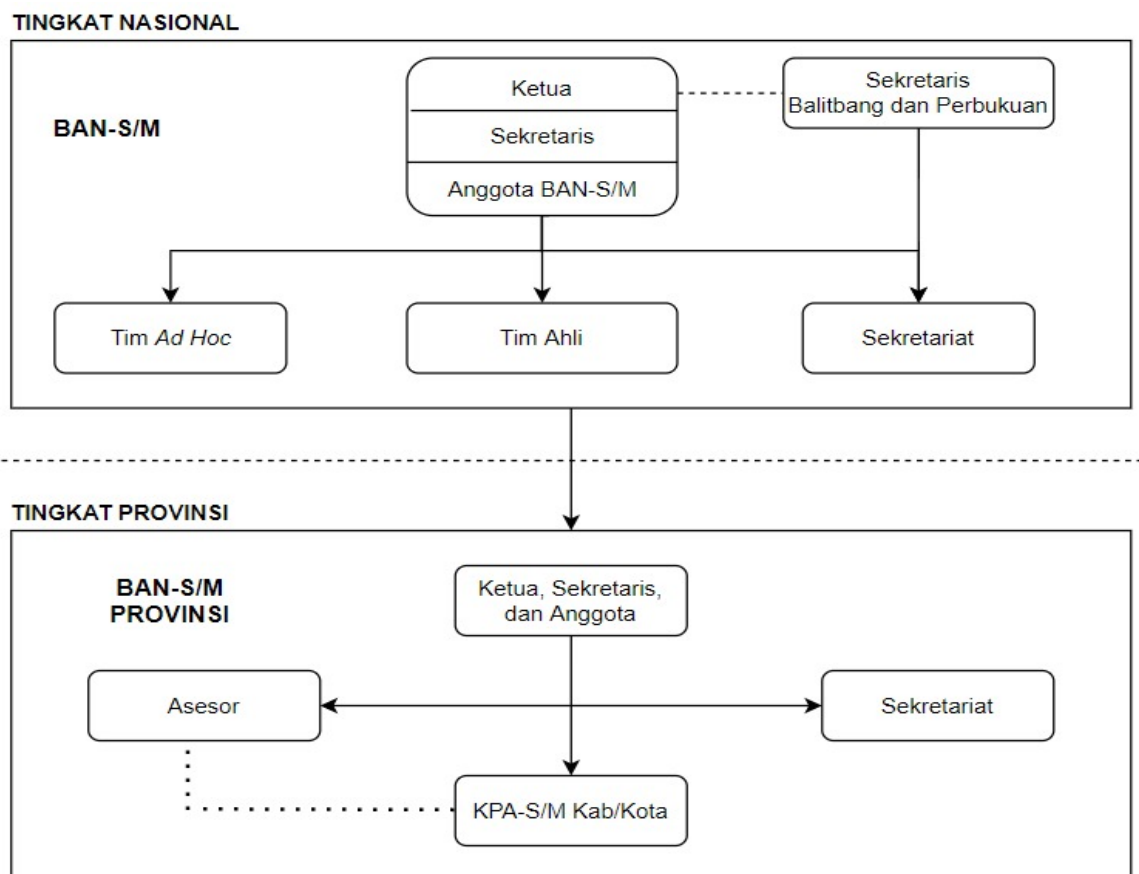 TINGKAT NASIONAL
BAN-S/M
Ketua
Sekretaris
Anggota BAN-S/M
Sekretaris
Balitbang dan Perbukuan
Tim Ad Hoc
Tim Ahli
Sekretariat
TINGKAT PROVINSI
BAN-S/M
PROVINSI
Ketua, Sekretaris,
dan Anggota
Asesor
Sekretariat
KPA-S/M Kab/Kota